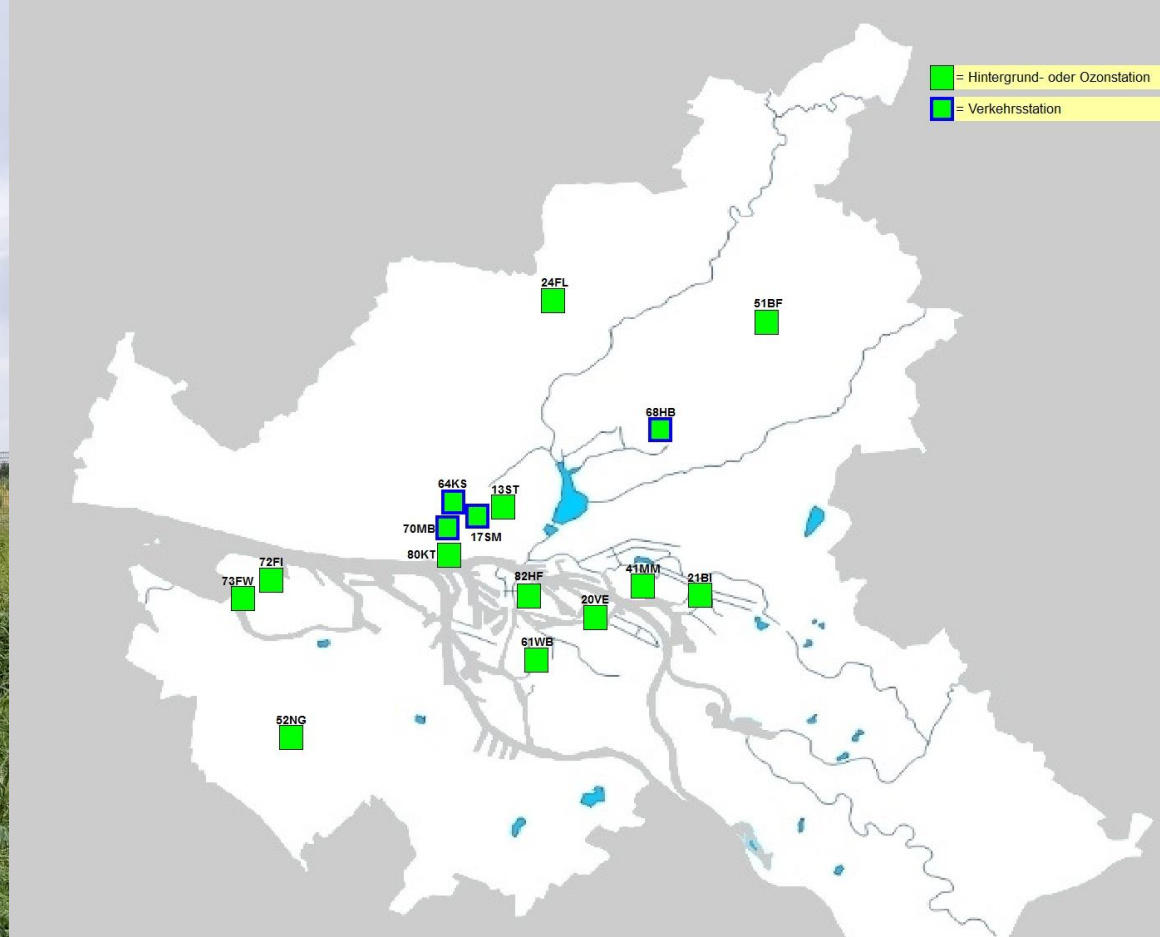 = Hintergrund- oder Ozonstation
= Verkehrsstation
24FL
51BF
68HB
64KS
13ST
70MB
17SM
80KT
72FI
73FW
82HF
41MM
21BI
20VE
61WB
52NG